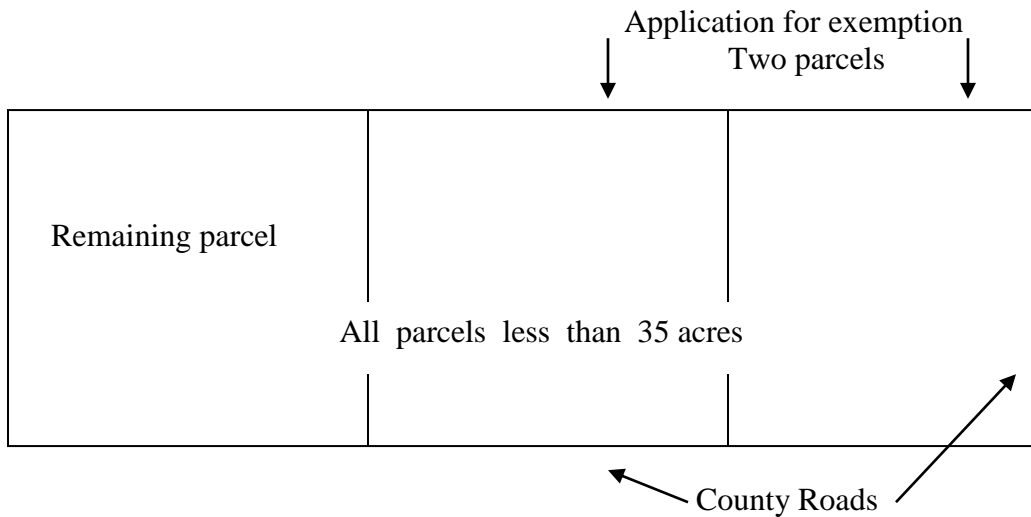 Application for exemption
Two parcels
Remaining parcel
All parcels less than 35 acres
County Roads